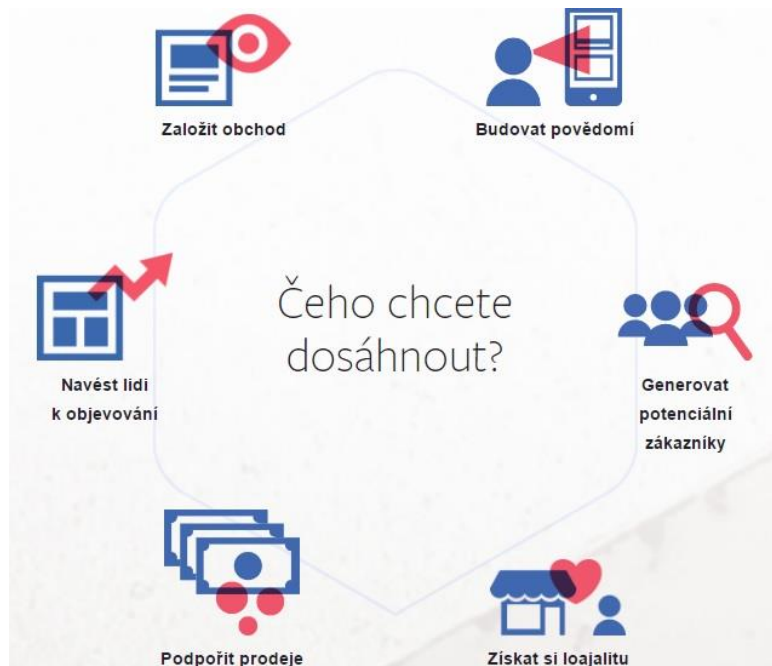 Založit obchod
Budovat povědomí
Čeho chcete
dosáhnout?
Navést lidi
k objevování
Generovat
potenciální
zákazníky
Podpořit prodeje
Získat si loajalitu